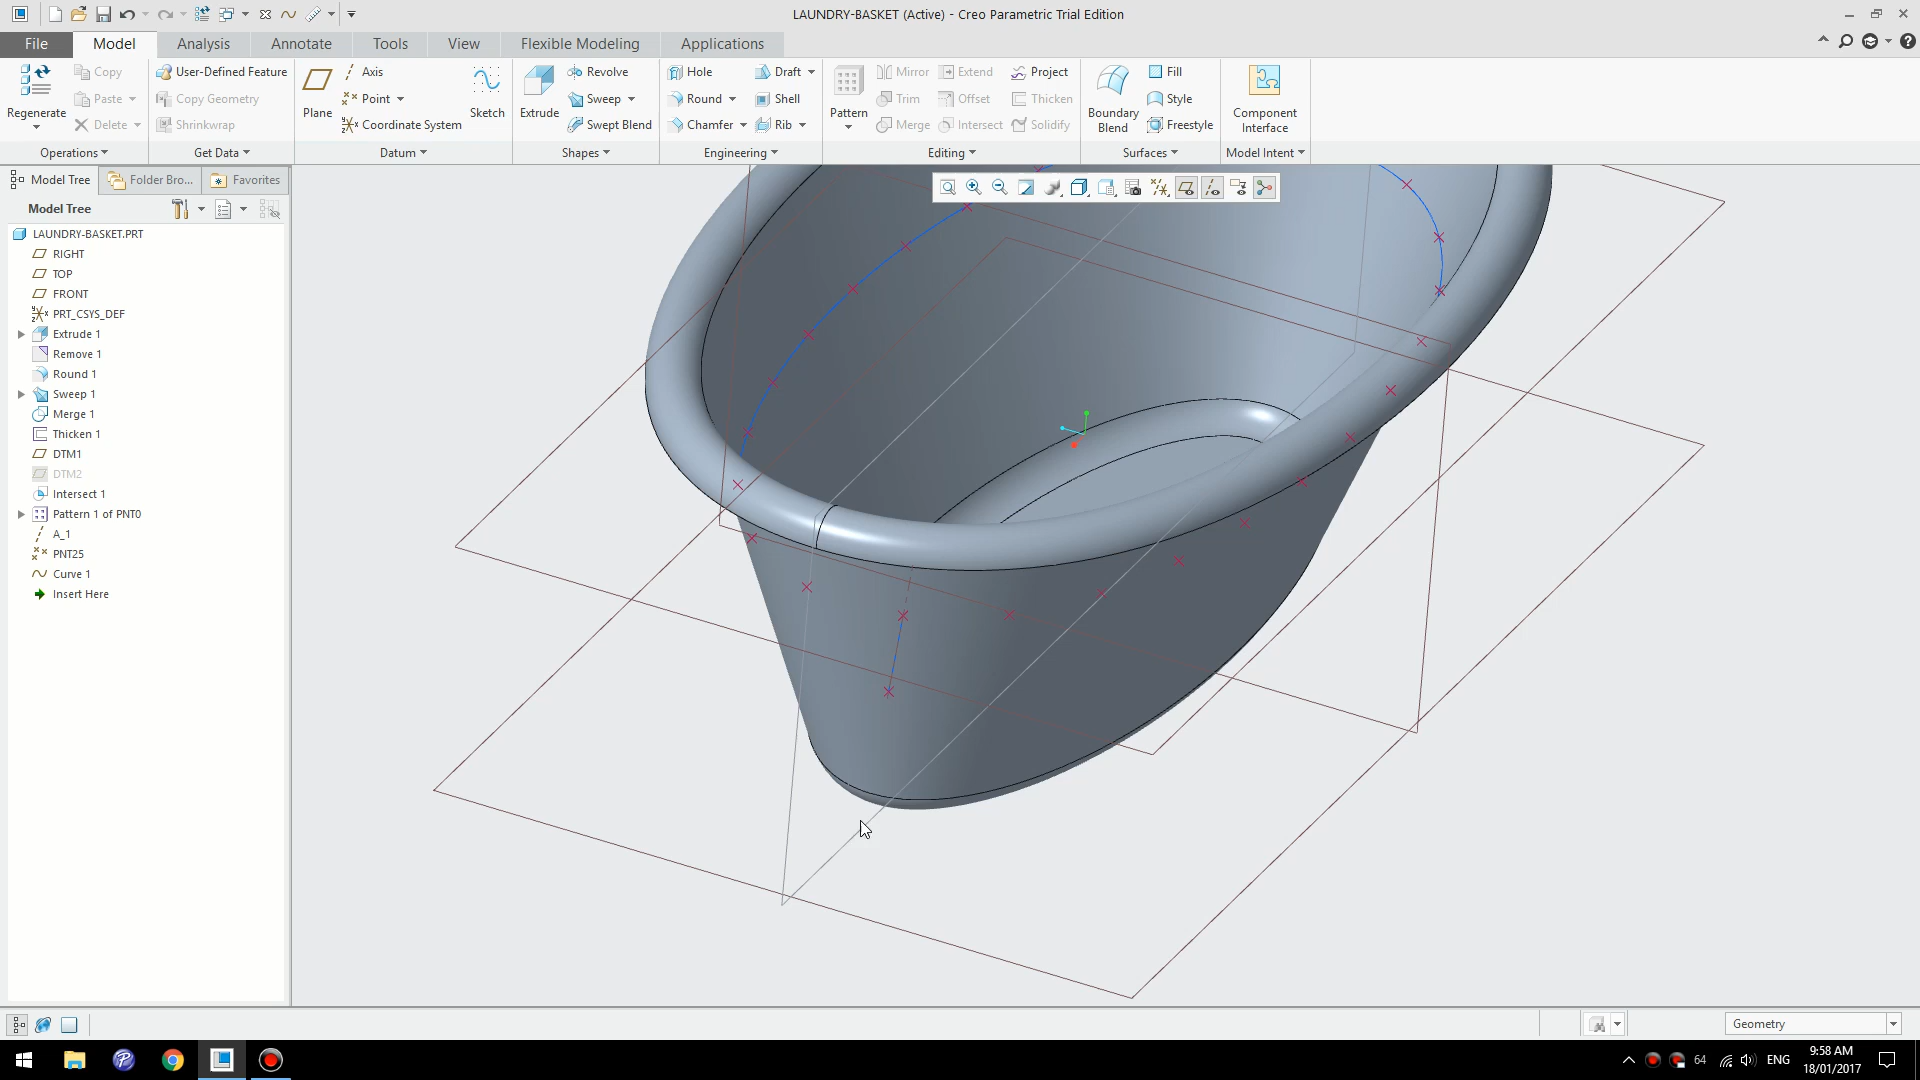 LAUNDRY-BASKET (Active) - Creo Parametric Trial Edition
File Model Analysis Annotate Tools View Flexible Modeling Applications
Regenerate
Copy
Paste
Delete
Operations
User-Defined Feature
Copy Geometry
Shrinkwrap
Get Data
Plane
Axis
Point
Coordinate System
Sketch
Datum
Extrude
Revolve
Sweep
Swept Blend
Shapes
Hole
Draft
Round
Shell
Chamfer
Rib
Engineering
Pattern
Mirror
Extend
Project
Trim
Offset
Thicken
Merge
Intersect
Solidify
Editing
Boundary
Blend
Fill
Style
Freestyle
Surfaces
Component
Interface
Model Intent
Model Tree Folder Bro... Favorites
Model Tree
LAUNDRY-BASKET.PRT
RIGHT
TOP
FRONT
PRT_CSYS_DEF
Extrude 1
Remove 1
Round 1
Sweep 1
Merge 1
Thicken 1
DTM1
DTM2
Intersect 1
Pattern 1 of PNT0
A_1
PNT25
Curve 1
Insert Here
Geometry
64 ENG
9:58 AM
18/01/2017